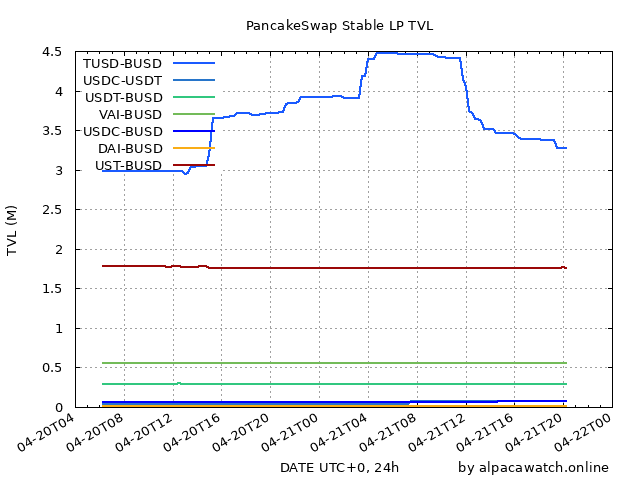 PancakeSwap Stable LP TVL
TVL (M)
4.5
4
3.5
3
2.5
2
1.5
1
0.5
0
TUSD-BUSD
USDC-USDT
USDT-BUSD
VAI-BUSD
USDC-BUSD
DAI-BUSD
UST-BUSD
04-20T04
04-20T08
04-20T12
04-20T16
04-20T20
04-21T00
04-21T04
04-21T08
04-21T12
04-21T16
04-21T20
04-22T00
DATE UTC+0, 24h
by alpacawatch.online